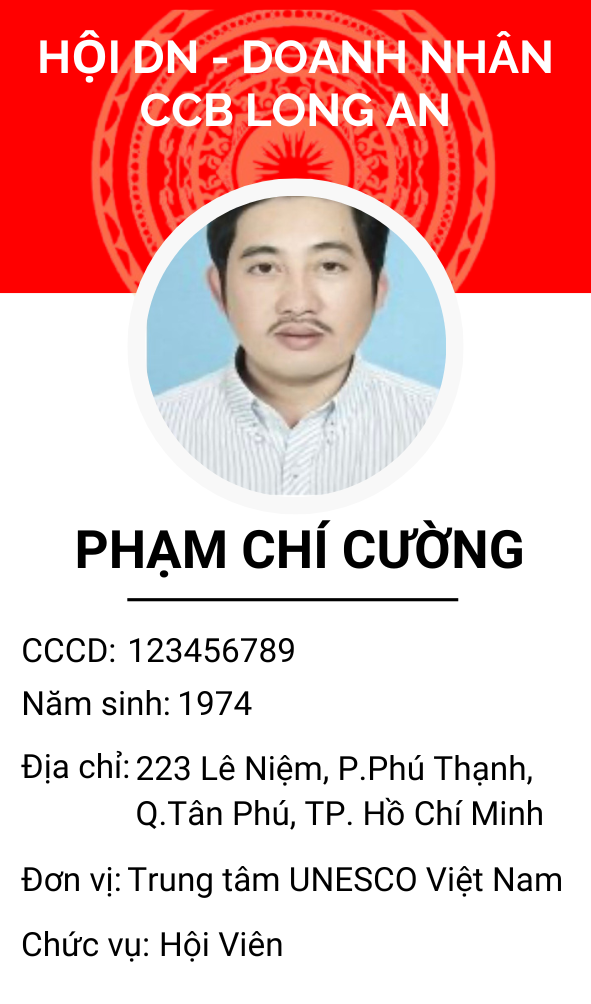 HỘI DN - DOANH NHÂN
CCB LONG AN
PHẠM CHÍ CƯỜNG
CCCD: 123456789
Năm sinh: 1974
Địa chỉ: 223 Lê Niệm, P.Phú Thạnh,
Q.Tân Phú, TP. Hồ Chí Minh
Đơn vị: Trung tâm UNESCO Việt Nam
Chức vụ: Hội Viên